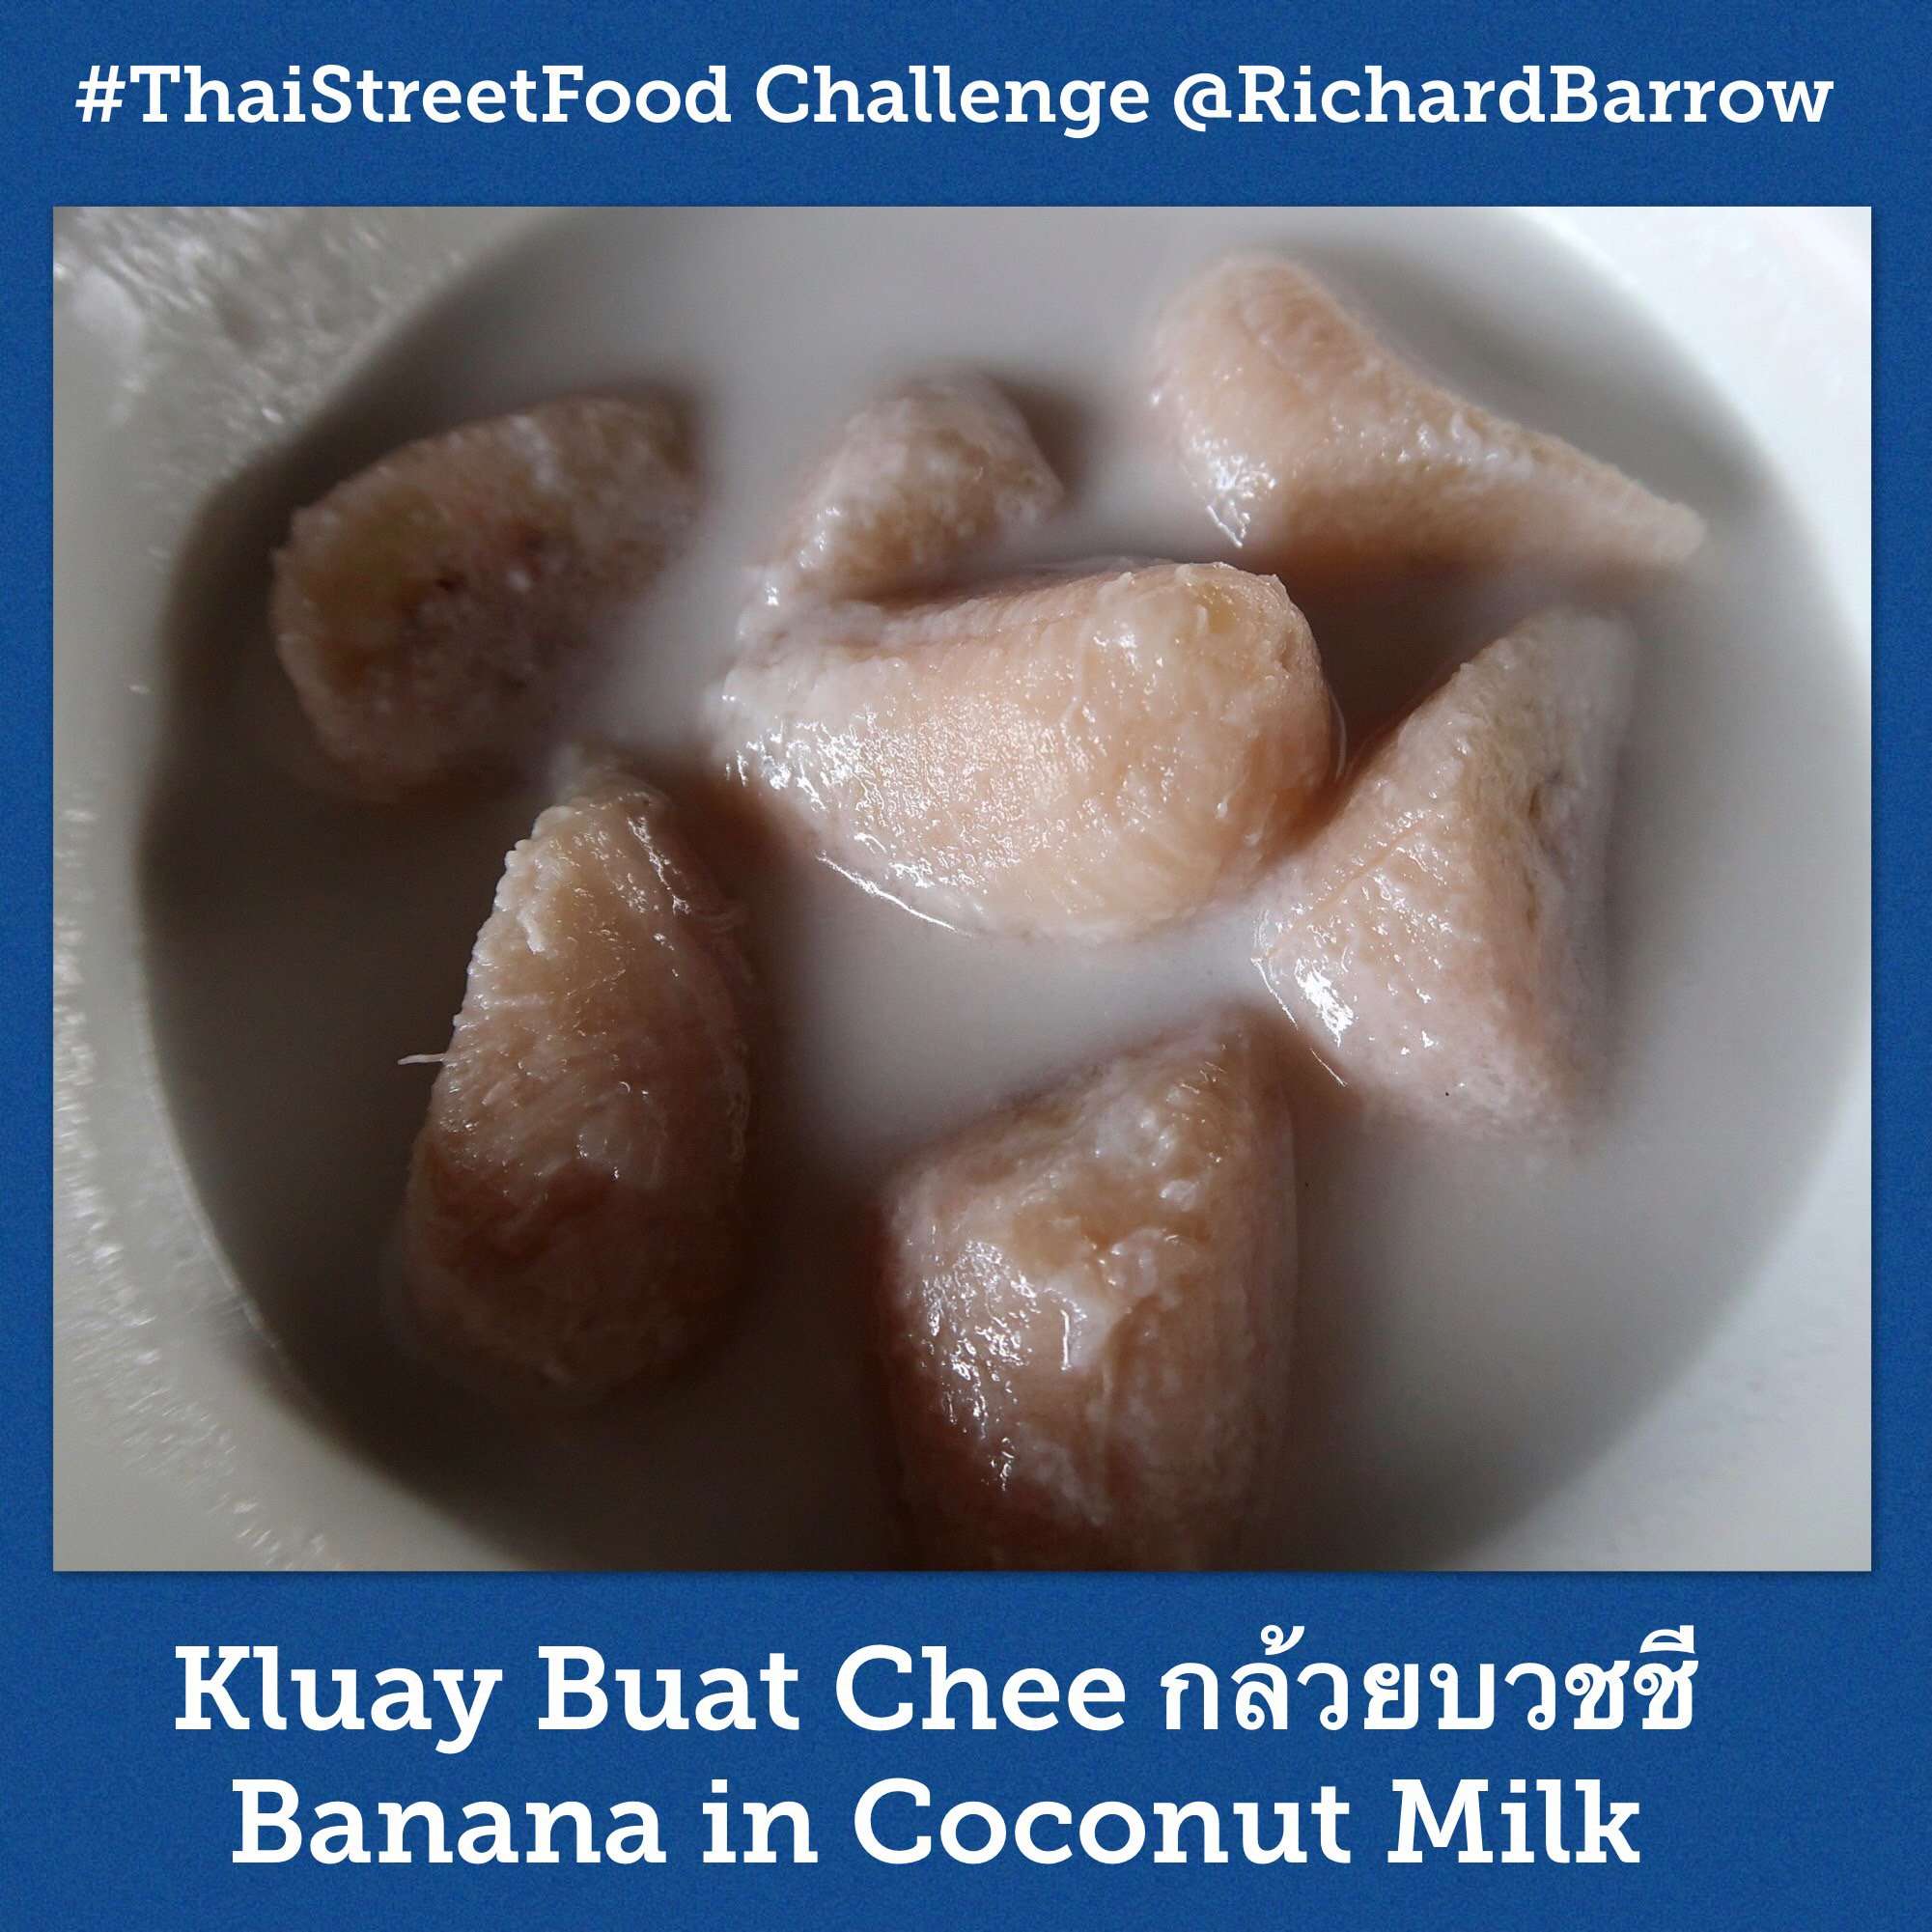 #ThaiStreetFood Challenge @RichardBarrow
Kluay Buat Chee กล้วยบวชชี
Banana in Coconut Milk